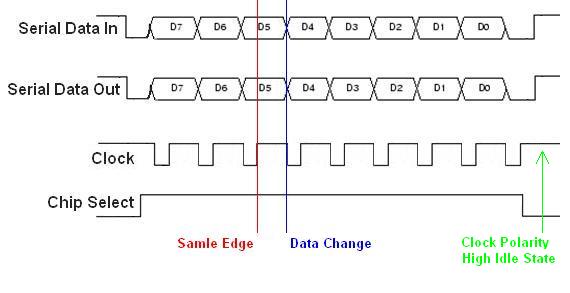 Serial Data In
D7 D6 D5 D4 D3 D2 D1 D0
Serial Data Out
D7 D6 D5 D4 D3 D2 D1 D0
Clock
Chip Select
Samle Edge
Data Change
Clock Polarity
High Idle State